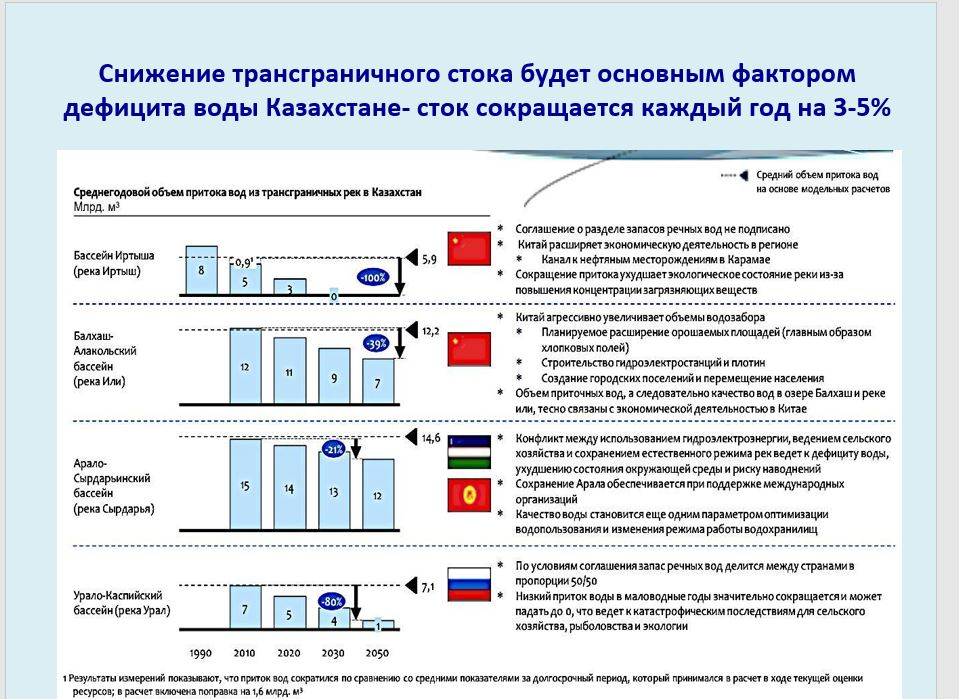 Снижение трансграничного стока будет основным фактором
дефицита воды Казахстане- сток сокращается каждый год на 3-5%
Среднегодовой объем притока вод из трансграничных рек в Казахстан
Млрд. м³
Средний объем притока вод
на основе модельных расчетов
Бассейн Иртыша
(река Иртыш)
8
0,9¹
5
3
0
-100%
5,9
* Соглашение о разделе запасов речных вод не подписано
* Китай расширяет экономическую деятельность в регионе
* Канал к нефтяным месторождениям в Карамае
* Сокращение притока ухудшает экологическое состояние реки из-за
повышения концентрации загрязняющих веществ
Балхаш-
Алакольский
бассейн
(река Или)
12
11
9
7
-39%
12,2
* Китай агрессивно увеличивает объемы водозабора
* Планируемое расширение орошаемых площадей (главным образом
хлопковых полей)
* Строительство гидроэлектростанций и плотин
* Создание городских поселений и перемещение населения
* Объем приточных вод, а следовательно качество вод в озере Балхаш и реке
или, тесно связаны с экономической деятельностью в Китае
Арало-
Сырдарьинский
бассейн
(река Сырдарья)
15
14
13
12
-21%
14,6
* Конфликт между использованием гидроэлектроэнергии, ведением сельского
хозяйства и сохранением естественного режима рек ведет к дефициту воды,
ухудшению состояния окружающей среды и риску наводнений
* Сохранение Арала обеспечивается при поддержке международных
организаций
* Качество воды становится еще одним параметром оптимизации
водопользования и изменения режима работы водохранилищ
Урало-Каспийский
бассейн (река Урал)
7
5
4
1
-80%
7,1
* По условиям соглашения запас речных вод делится между странами в
пропорции 50/50
* Низкий приток воды в маловодные годы значительно сокращается и может
падать до 0, что ведет к катастрофическим последствиям для сельского
хозяйства, рыболовства и экологии
1990 2010 2020 2030 2050
1 Результаты измерений показывают, что приток вод сократился по сравнению со средними показателями за долгосрочный период, который принимался в расчет в ходе текущей оценки
ресурсов; в расчет включена поправка на 1,6 млрд. м³